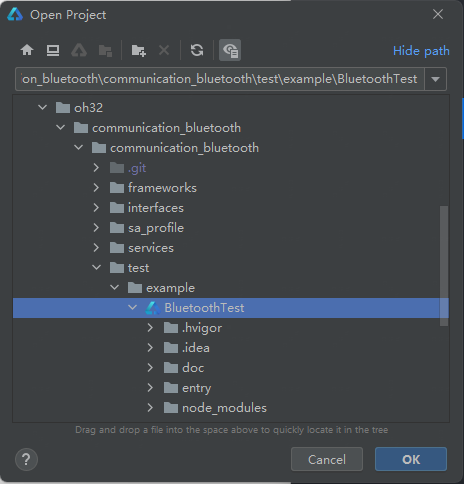 Open Project
Hide path
on_bluetooth\communication_bluetooth\test\example\BluetoothTest
oh32
communication_bluetooth
communication_bluetooth
.git
frameworks
interfaces
sa_profile
services
test
example
BluetoothTest
.hvigor
.idea
doc
entry
node_modules
Drag and drop a file into the space above to quickly locate it in the tree
?
Cancel
OK